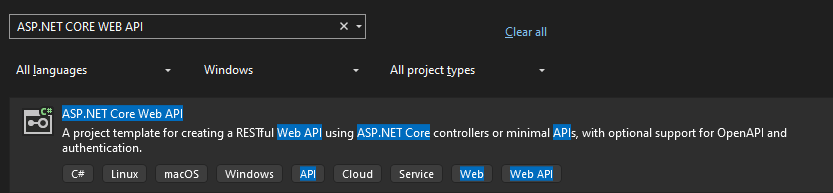 ASP.NET CORE WEB API
Clear all
All languages Windows All project types
C#
ASP.NET Core Web API
A project template for creating a RESTful Web API using ASP.NET Core controllers or minimal APIs, with optional support for OpenAPI and
authentication.
C# Linux macOS Windows API Cloud Service Web Web API